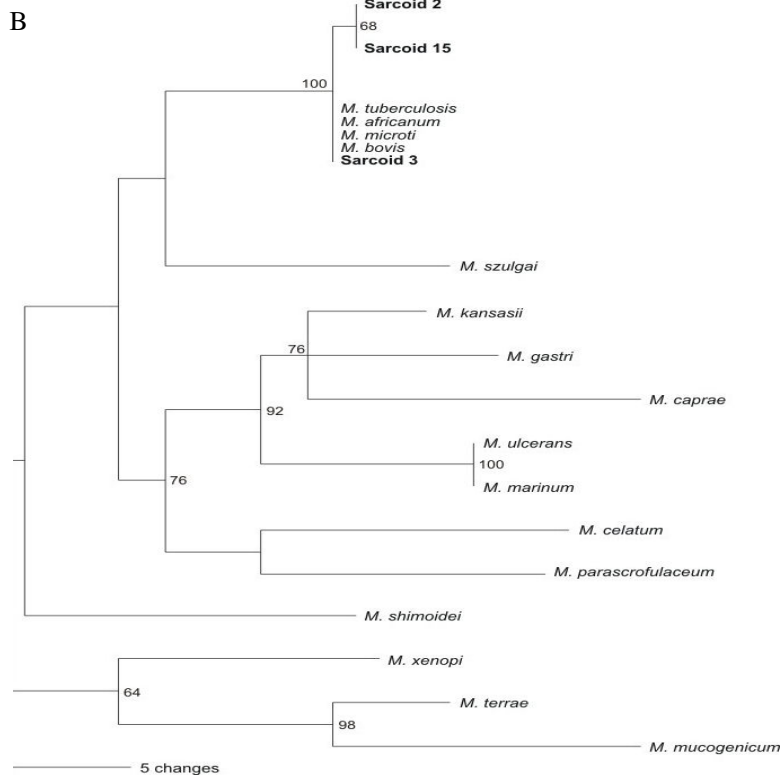 B
Sarcoid 2
68
Sarcoid 15
100
M. tuberculosis
M. africanum
M. microti
M. bovis
Sarcoid 3
M. szulgai
M. kansasii
76
M. gastri
M. caprae
92
M. ulcerans
100
M. marinum
76
M. celatum
M. parascrofulaceum
M. shimoidei
M. xenopi
64
M. terrae
98
M. mucogenicum
5 changes